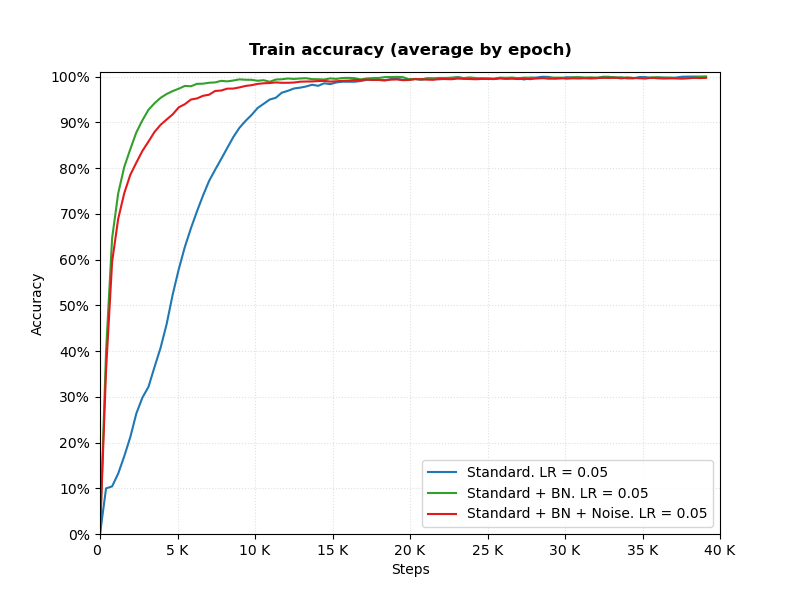 Train accuracy (average by epoch)
100%
90%
80%
70%
60%
50%
40%
30%
20%
10%
0%
Accuracy
Standard. LR = 0.05
Standard + BN. LR = 0.05
Standard + BN + Noise. LR = 0.05
0 5 K 10 K 15 K 20 K 25 K 30 K 35 K 40 K
Steps